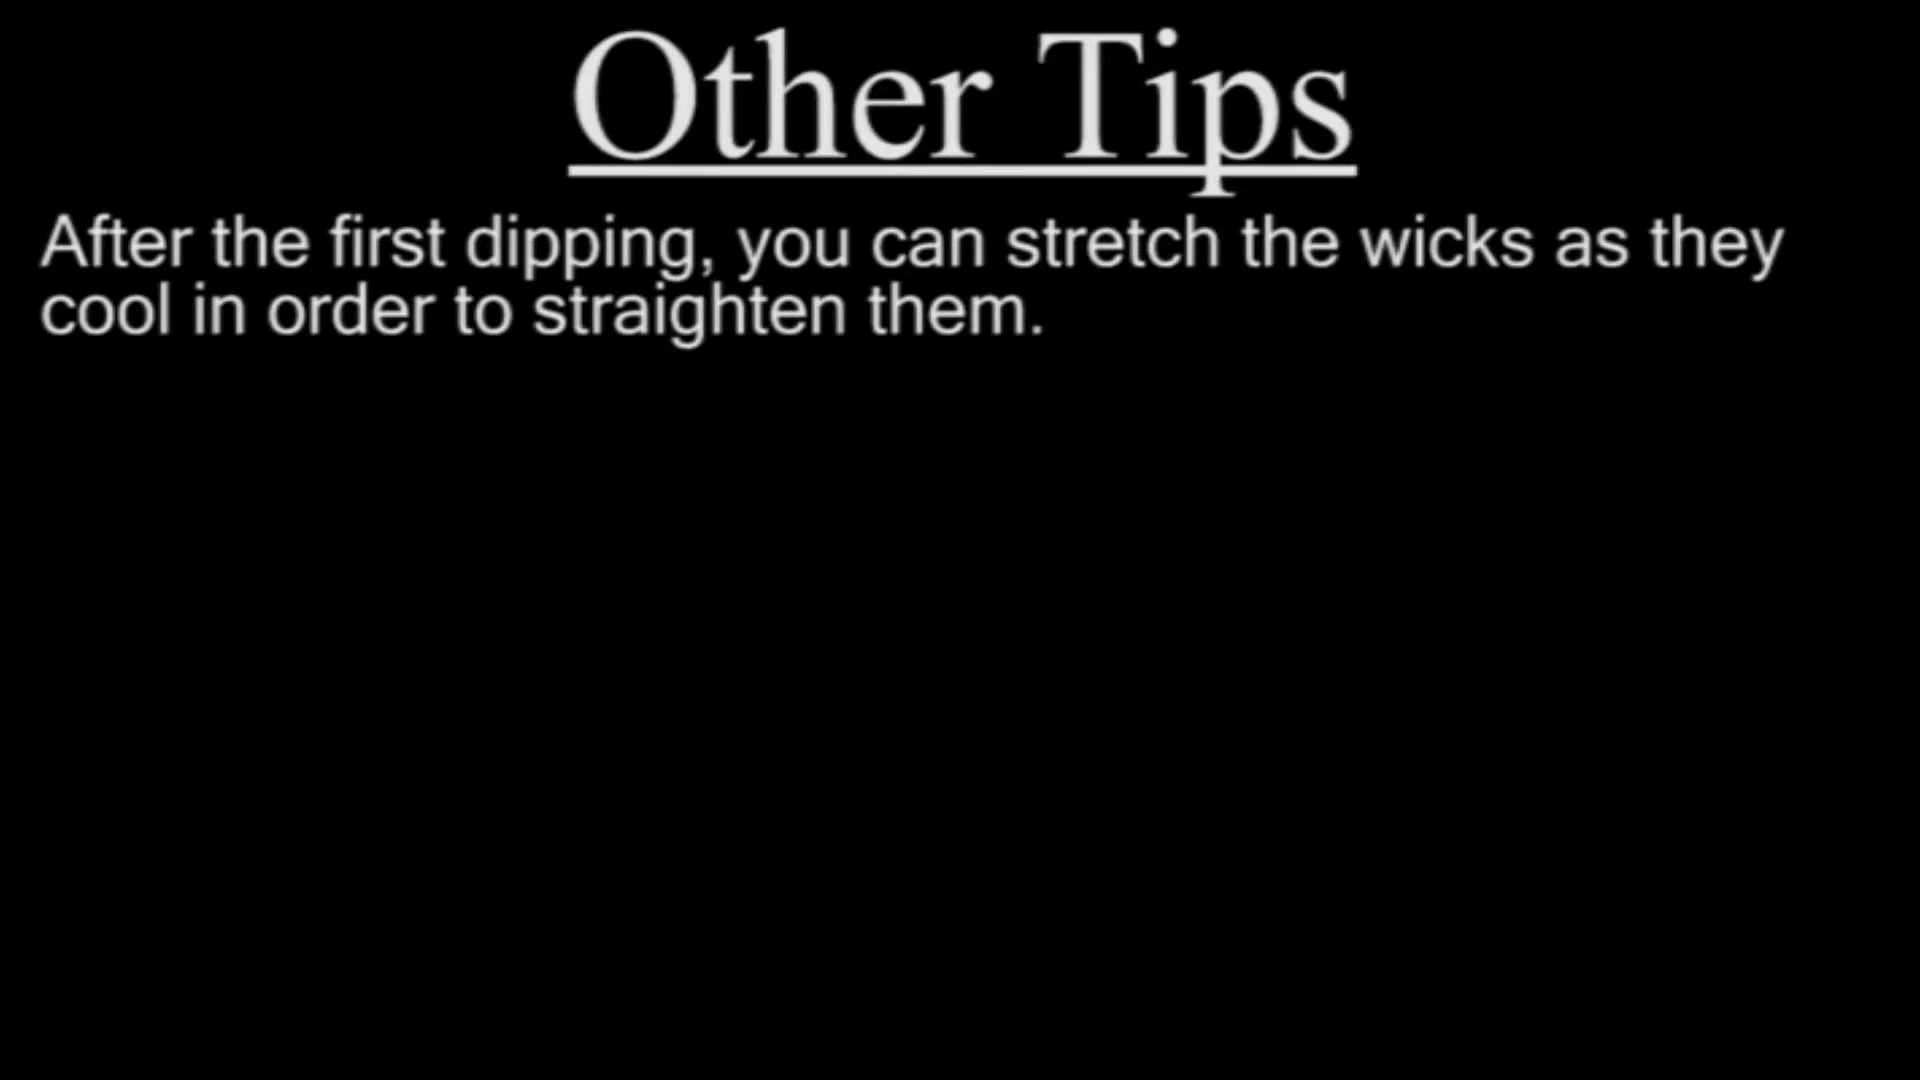 Other Tips
After the first dipping, you can stretch the wicks as they
cool in order to straighten them.